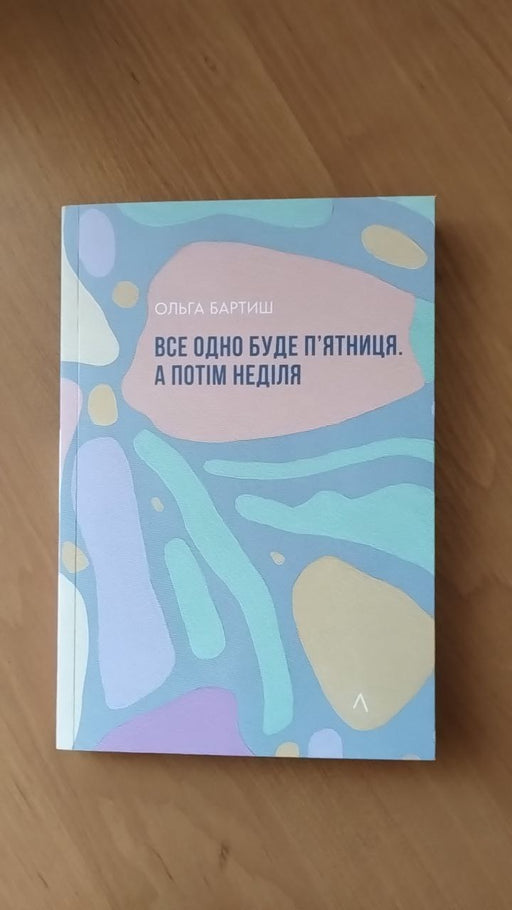 ОЛЬГА БАРТИШ
ВСЕ ОДНО БУДЕ П’ЯТНИЦЯ.
А ПОТІМ НЕДІЛЯ
Λ